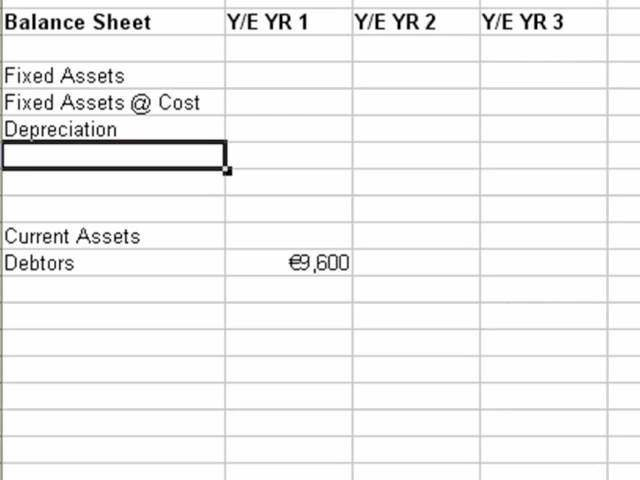 Balance Sheet Y/E YR 1 Y/E YR 2 Y/E YR 3
Fixed Assets
Fixed Assets @ Cost
Depreciation
Current Assets
Debtors €9,600